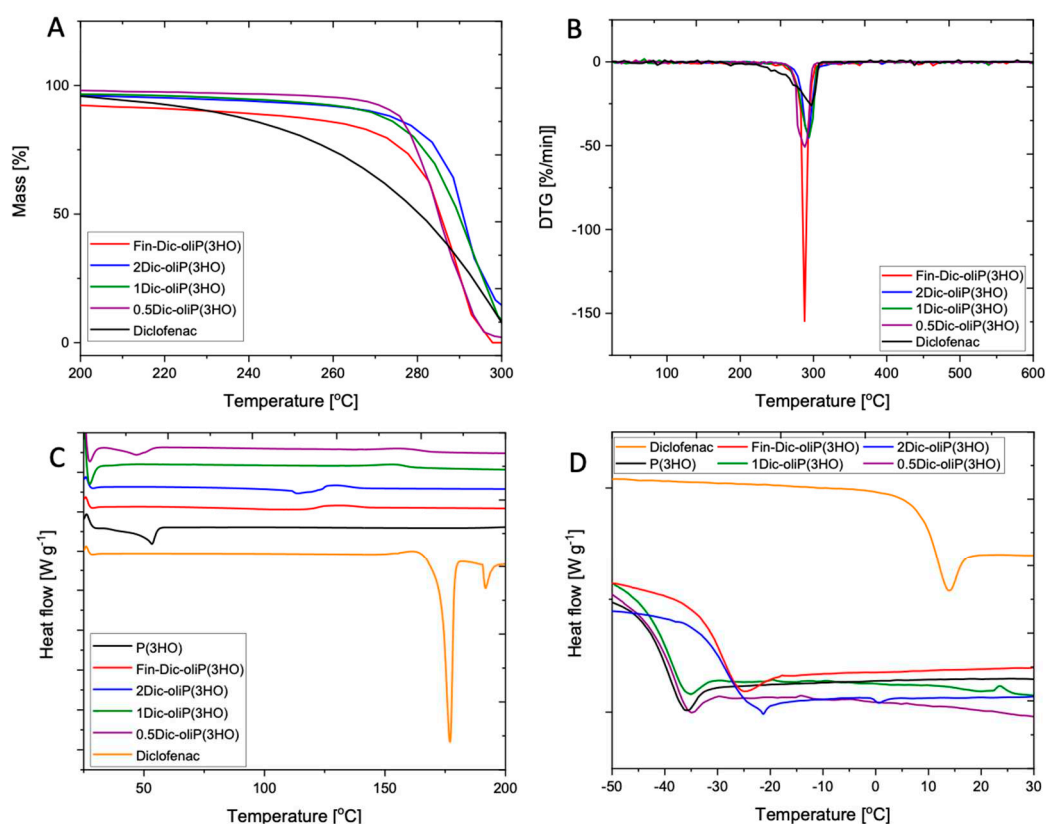 A
Mass [%]
100
50
0
Fin-Dic-oliP(3HO)
2Dic-oliP(3HO)
1Dic-oliP(3HO)
0.5Dic-oliP(3HO)
Diclofenac
200 220 240 260 280 300
Temperature [°C]
B
DTG [%/min]]
0
-50
-100
-150
Fin-Dic-oliP(3HO)
2Dic-oliP(3HO)
1Dic-oliP(3HO)
0.5Dic-oliP(3HO)
Diclofenac
100 200 300 400 500 600
Temperature [°C]
C
Heat flow [W g-1]
P(3HO)
Fin-Dic-oliP(3HO)
2Dic-oliP(3HO)
1Dic-oliP(3HO)
0.5Dic-oliP(3HO)
Diclofenac
50 100 150 200
Temperature [°C]
Diclofenac Fin-Dic-oliP(3HO) 2Dic-oliP(3HO)
P(3HO) 1Dic-oliP(3HO) 0.5Dic-oliP(3HO)
D
Heat flow [W g-1]
-50 -40 -30 -20 -10 0 10 20 30
Temperature [°C]